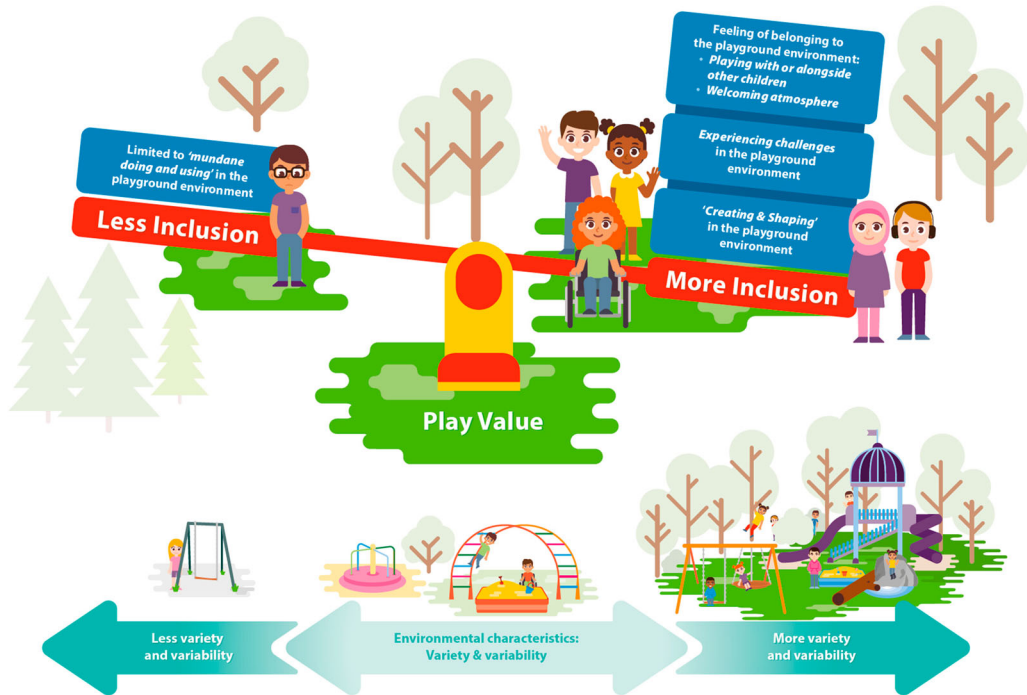 Limited to ‘mundane
doing and using’ in the
playground environment
Less Inclusion
Feeling of belonging to
the playground environment:
• Playing with or alongside
other children
• Welcoming atmosphere
Experiencing challenges
in the playground
environment
‘Creating & Shaping’
in the playground
environment
More Inclusion
Play Value
Less variety
and variability
Environmental characteristics:
Variety & variability
More variety
and variability